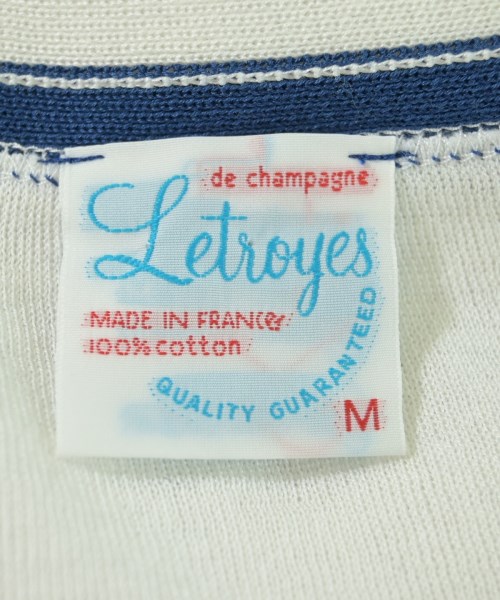 de champagne
Letroyes
MADE IN FRANCE
100% cotton
QUALITY GUARANTEED
M